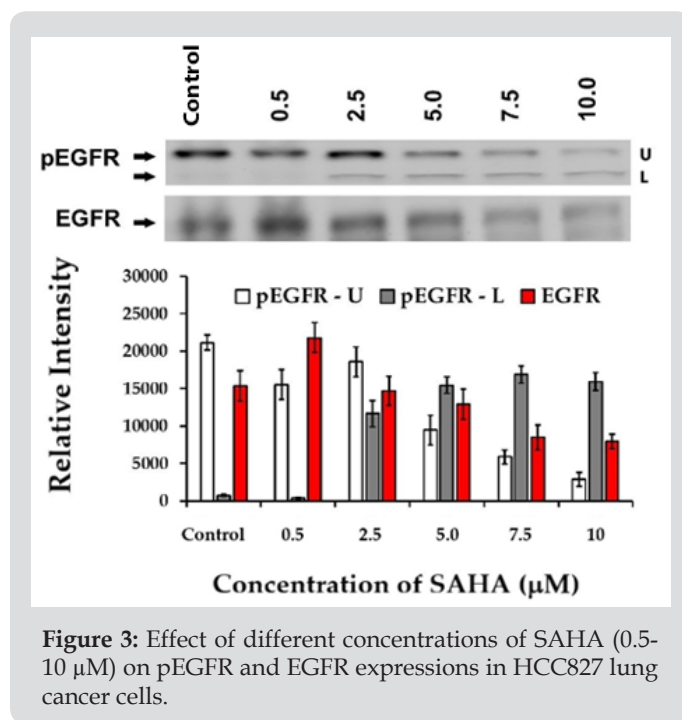 Control 0.5 2.5 5.0 7.5 10.0
pEGFR U
L
EGFR
Relative Intensity
30000
25000
20000
15000
10000
5000
0
pEGFR - U pEGFR - L EGFR
Control 0.5 2.5 5.0 7.5 10
Concentration of SAHA (µM)
Figure 3: Effect of different concentrations of SAHA (0.5-
10 µM) on pEGFR and EGFR expressions in HCC827 lung
cancer cells.